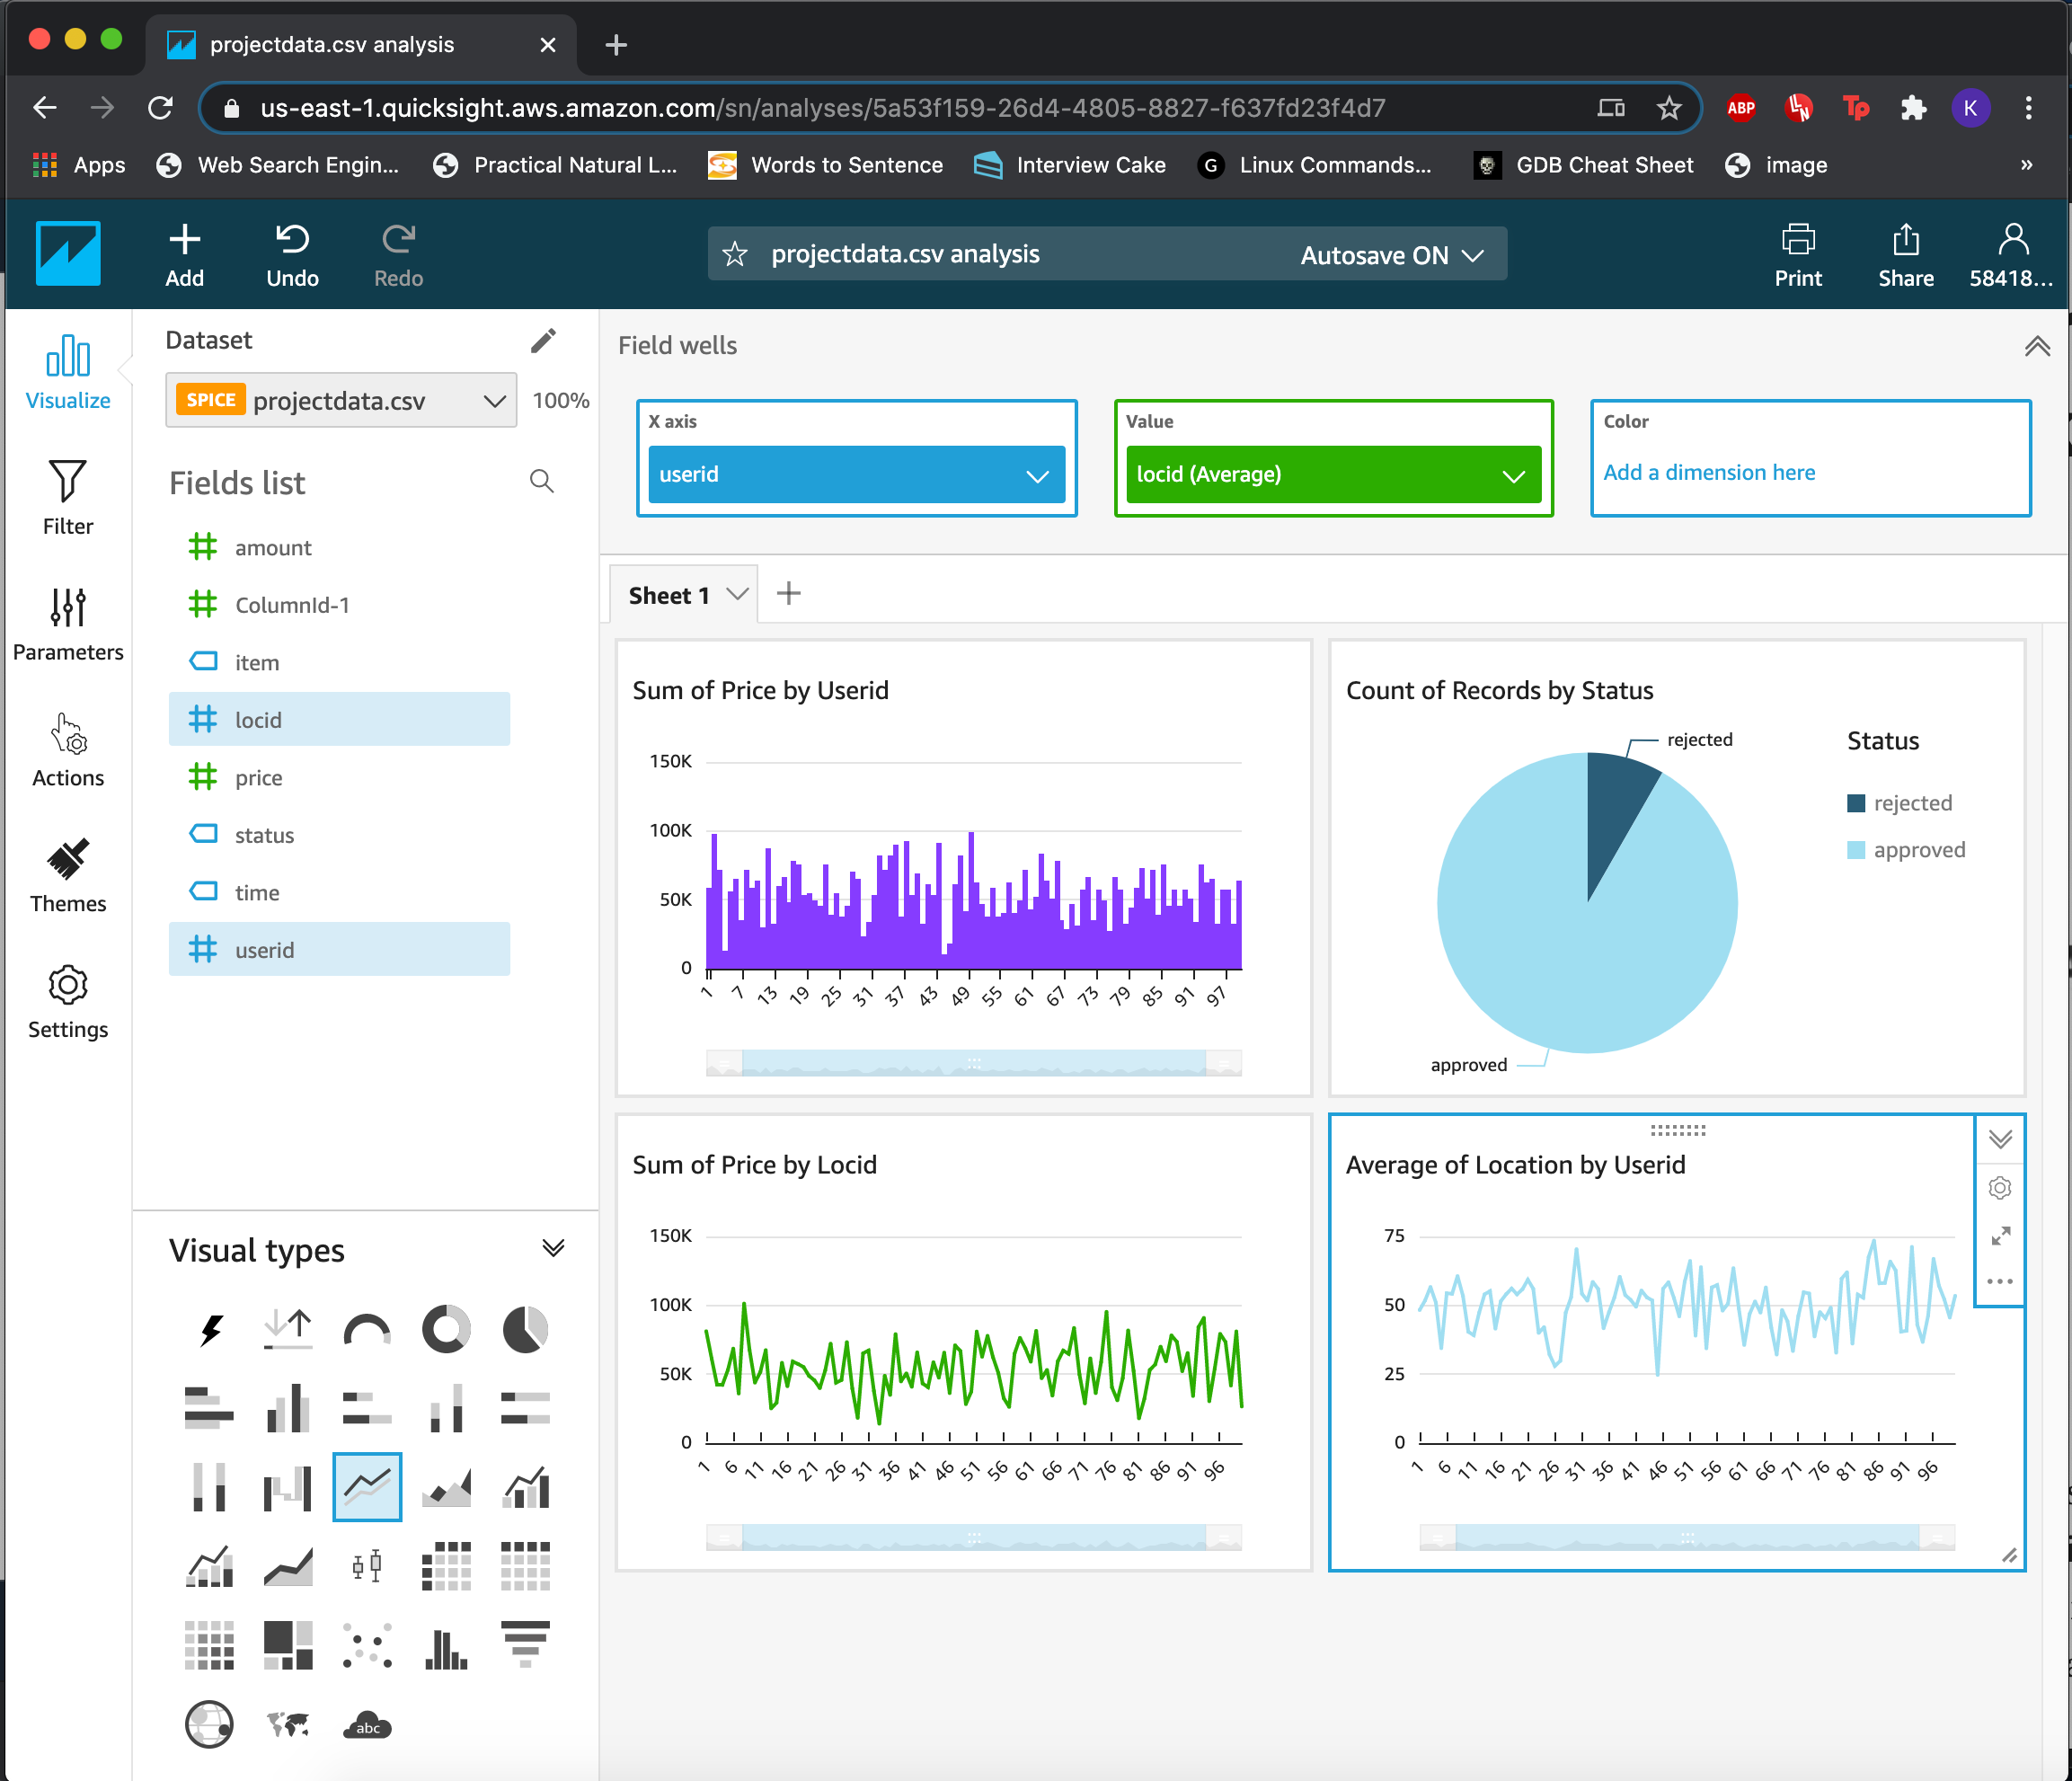 projectdata.csv analysis
us-east-1.quicksight.aws.amazon.com/sn/analyses/5a53f159-26d4-4805-8827-f637fd23f4d7
ABP
LN
Tp
K
Apps
Web Search Engin...
Practical Natural L...
Words to Sentence
Interview Cake
G
Linux Commands...
GDB Cheat Sheet
image
»
Add
Undo
Redo
projectdata.csv analysis
Autosave ON
Print
Share
58418...
Visualize
Filter
Parameters
Actions
Themes
Settings
Dataset
SPICE projectdata.csv
100%
Fields list
amount
ColumnId-1
item
locid
price
status
time
userid
Visual types
abc
Field wells
X axis
userid
Value
locid (Average)
Color
Add a dimension here
Sheet 1
Sum of Price by Userid
150K
100K
50K
0
1 7 13 19 25 31 37 43 49 55 61 67 73 79 85 91 97
Count of Records by Status
rejected
approved
Status
rejected
approved
Sum of Price by Locid
150K
100K
50K
0
1 6 11 16 21 26 31 36 41 46 51 56 61 66 71 76 81 86 91 96
Average of Location by Userid
75
50
25
0
1 6 11 16 21 26 31 36 41 46 51 56 61 66 71 76 81 86 91 96